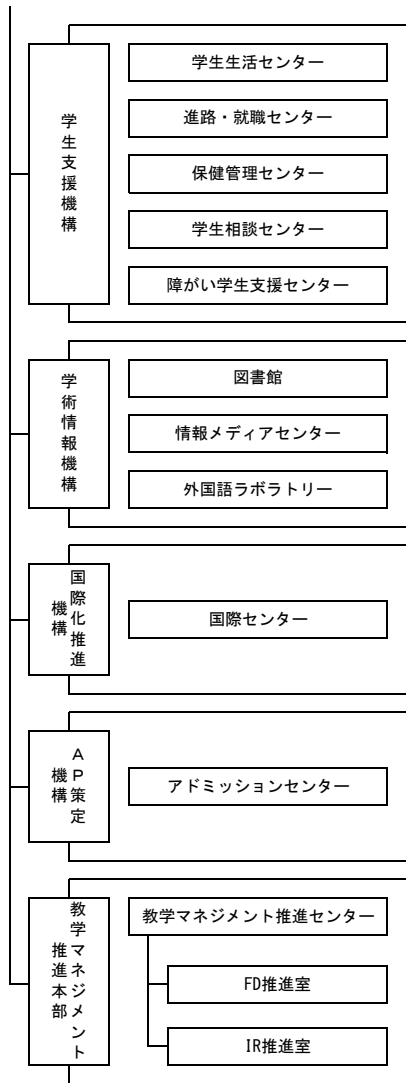 学生支援機構
学生生活センター
進路・就職センター
保健管理センター
学生相談センター
障がい学生支援センター
学術情報機構
図書館
情報メディアセンター
外国語ラボラトリー
国際化推進
機構
国際センター
AP策定
機構
アドミッションセンター
教学マネジメント
推進本部
教学マネジメント推進センター
FD推進室
IR推進室